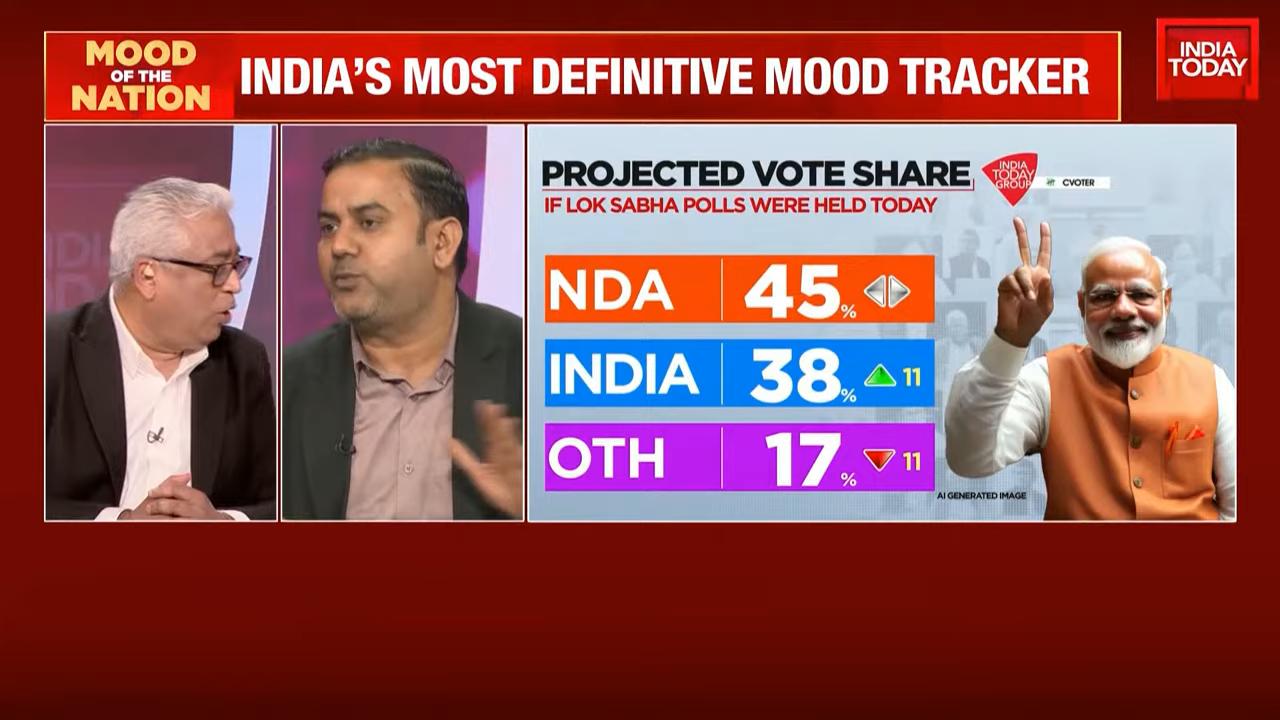 MOOD
OF THE
NATION
INDIA'S MOST DEFINITIVE MOOD TRACKER
INDIA
TODAY
PROJECTED VOTE SHARE
IF LOK SABHA POLLS WERE HELD TODAY
INDIA
TODAY
GROUP
CVOTER
NDA 45%
INDIA 38% 11
OTH 17% 11
AI GENERATED IMAGE